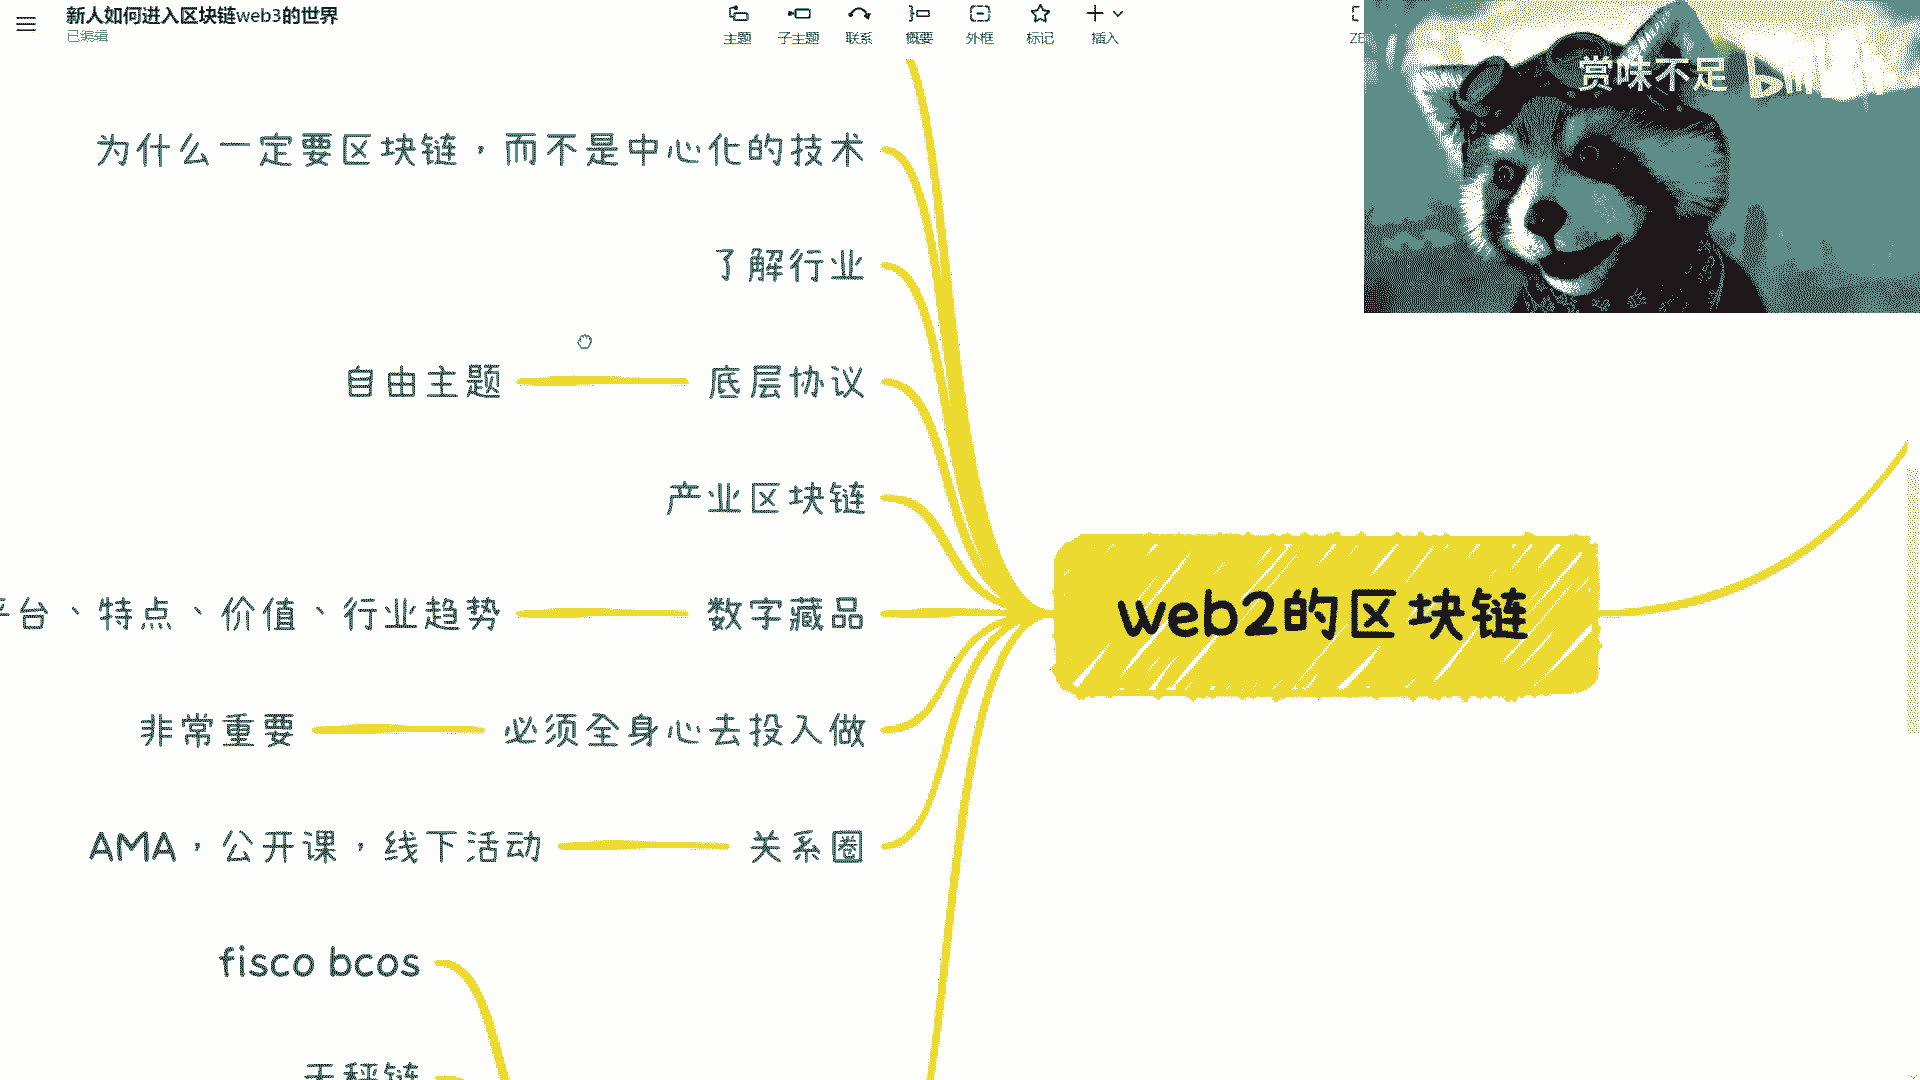 新人如何进入区块链web3的世界
已编辑
主题
子主题
联系
概要
外框
标记
插入
ZE
赏味不足
为什么一定要区块链，而不是中心化的技术
了解行业
自由主题
底层协议
产业区块链
台、特点、价值、行业趋势
数字藏品
非常重要
必须全身心去投入做
AMA，公开课，线下活动
关系圈
web2的区块链
fisco bcos
天秤链